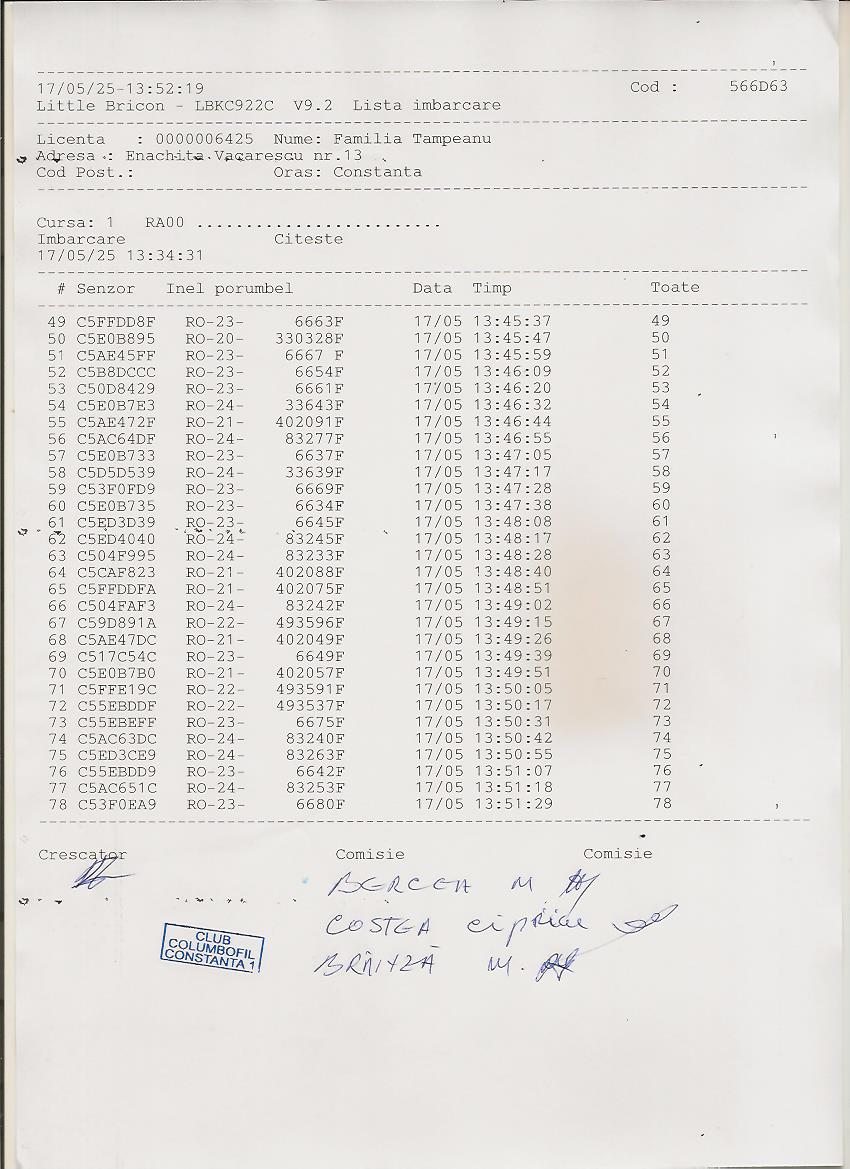 17/05/25-13:52:19 Cod : 566D63
Little Bricon - LBKC922C V9.2 Lista imbarcare
Licenta : 0000006425 Nume: Familia Tampeanu
Adresa : Enachita Vacarescu nr.13
Cod Post.: Oras: Constanta
Cursa: 1 RA00 .........................
Imbarcare Citeste
17/05/25 13:34:31
# Senzor Inel porumbel Data Timp Toate
49 C5FFDD8F RO-23- 6663F 17/05 13:45:37 49
50 C5E0B895 RO-20- 330328F 17/05 13:45:47 50
51 C5AE45FF RO-23- 6667 F 17/05 13:45:59 51
52 C5B8DCCC RO-23- 6654F 17/05 13:46:09 52
53 C50D8429 RO-23- 6661F 17/05 13:46:20 53
54 C5E0B7E3 RO-24- 33643F 17/05 13:46:32 54
55 C5AE472F RO-21- 402091F 17/05 13:46:44 55
56 C5AC64DF RO-24- 83277F 17/05 13:46:55 56
57 C5E0B733 RO-23- 6637F 17/05 13:47:05 57
58 C5D5D539 RO-24- 33639F 17/05 13:47:17 58
59 C53F0FD9 RO-23- 6669F 17/05 13:47:28 59
60 C5E0B735 RO-23- 6634F 17/05 13:47:38 60
61 C5ED3D39 RO-23- 6645F 17/05 13:48:08 61
62 C5ED4040 RO-24- 83245F 17/05 13:48:17 62
63 C504F995 RO-24- 83233F 17/05 13:48:28 63
64 C5CAF823 RO-21- 402088F 17/05 13:48:40 64
65 C5FFDDFA RO-21- 402075F 17/05 13:48:51 65
66 C504FAF3 RO-24- 83242F 17/05 13:49:02 66
67 C59D891A RO-22- 493596F 17/05 13:49:15 67
68 C5AE47DC RO-21- 402049F 17/05 13:49:26 68
69 C517C54C RO-23- 6649F 17/05 13:49:39 69
70 C5E0B7B0 RO-21- 402057F 17/05 13:49:51 70
71 C5FFE19C RO-22- 493591F 17/05 13:50:05 71
72 C55EBDDF RO-22- 493537F 17/05 13:50:17 72
73 C55EBEFF RO-23- 6675F 17/05 13:50:31 73
74 C5AC63DC RO-24- 83240F 17/05 13:50:42 74
75 C5ED3CE9 RO-24- 83263F 17/05 13:50:55 75
76 C55EBDD9 RO-23- 6642F 17/05 13:51:07 76
77 C5AC651C RO-24- 83253F 17/05 13:51:18 77
78 C53F0EA9 RO-23- 6680F 17/05 13:51:29 78
Crescator Comisie Comisie
BERCEA M
COSTEA Ciprian
M.
CLUB
COLUMBOFIL
CONSTANTA 1